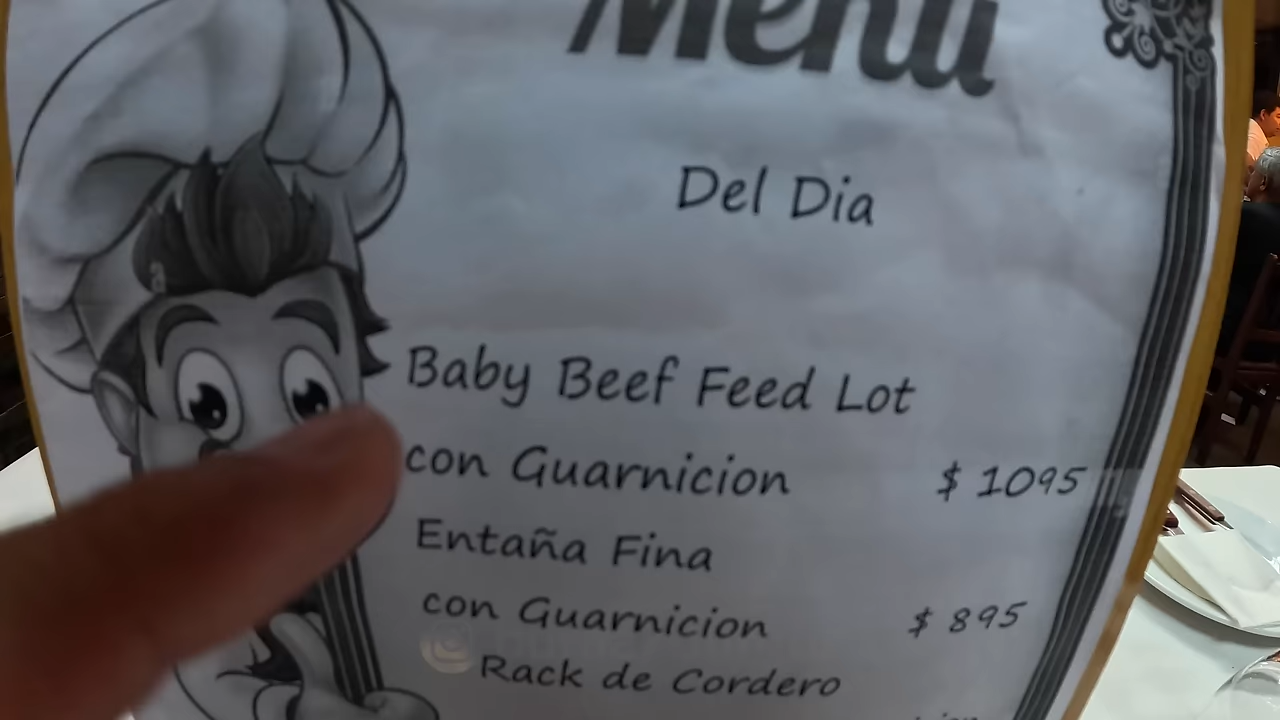 Menu
Del Dia
Baby Beef Feed Lot
con Guarnicion $ 1095
Entaña Fina
con Guarnicion $ 895
Rack de Cordero